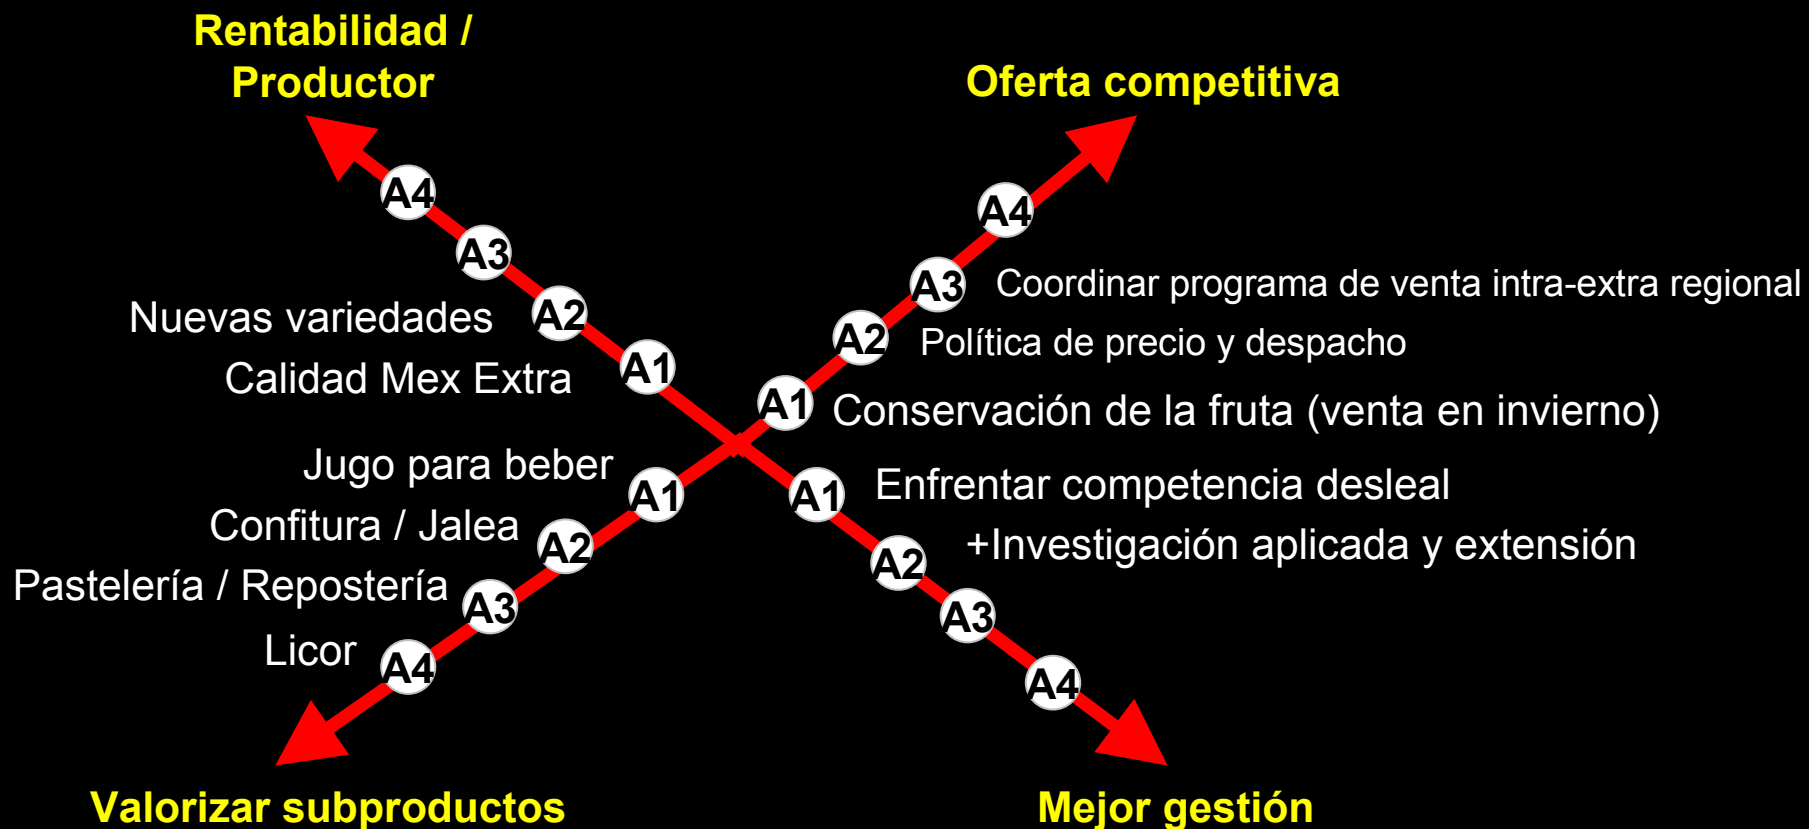 Rentabilidad /
Productor
Oferta competitiva
A4
A3
A2
A1
Nuevas variedades
Calidad Mex Extra
A4
A3
A2
A1
Coordinar programa de venta intra-extra regional
Política de precio y despacho
Conservación de la fruta (venta en invierno)
Jugo para beber
Confitura / Jalea
Pastelería / Repostería
Licor
A1
A2
A3
A4
A1
A2
A3
A4
Enfrentar competencia desleal
+Investigación aplicada y extensión
Valorizar subproductos
Mejor gestión